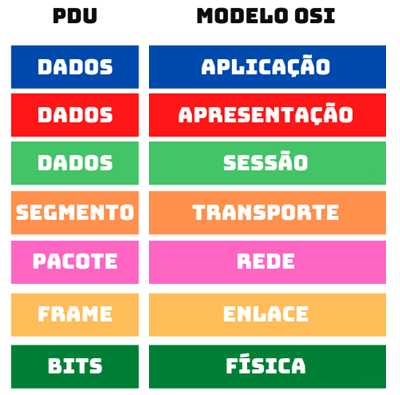 PDU MODELO OSI
DADOS APLICAÇÃO
DADOS APRESENTAÇÃO
DADOS SESSÃO
SEGMENTO TRANSPORTE
PACOTE REDE
FRAME ENLACE
BITS FÍSICA